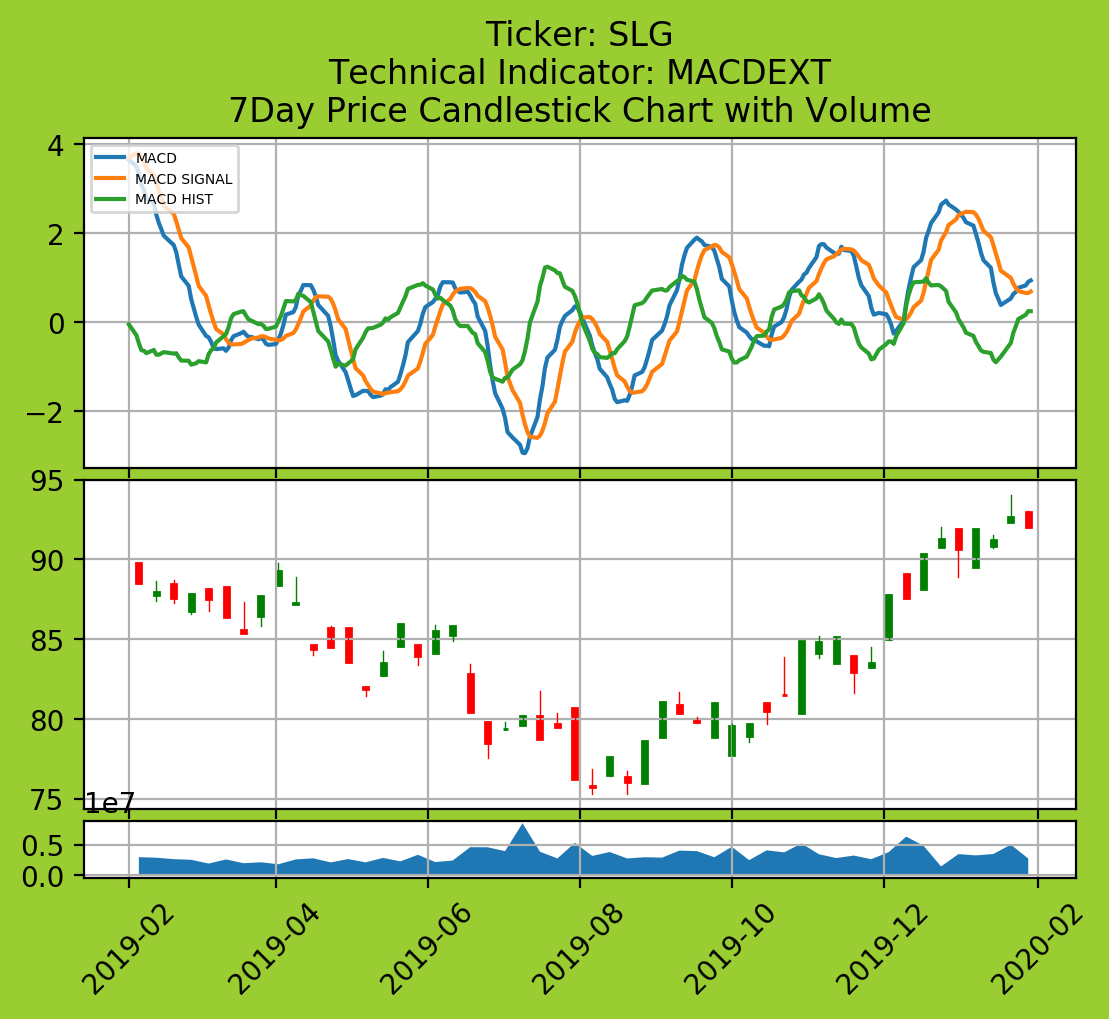 Ticker: SLG
Technical Indicator: MACDEXT
7Day Price Candlestick Chart with Volume
4
2
0
−2
MACD
MACD SIGNAL
MACD HIST
95
90
85
80
75
1e7
0.5
0.0
2019-02
2019-04
2019-06
2019-08
2019-10
2019-12
2020-02